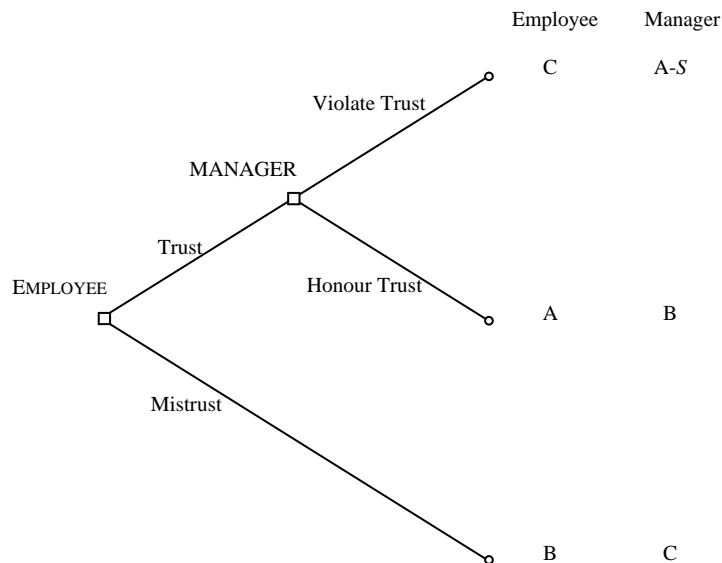 Employee Manager
C A-S
Violate Trust
MANAGER
Trust
Honour Trust
EMPLOYEE
A B
Mistrust
B C